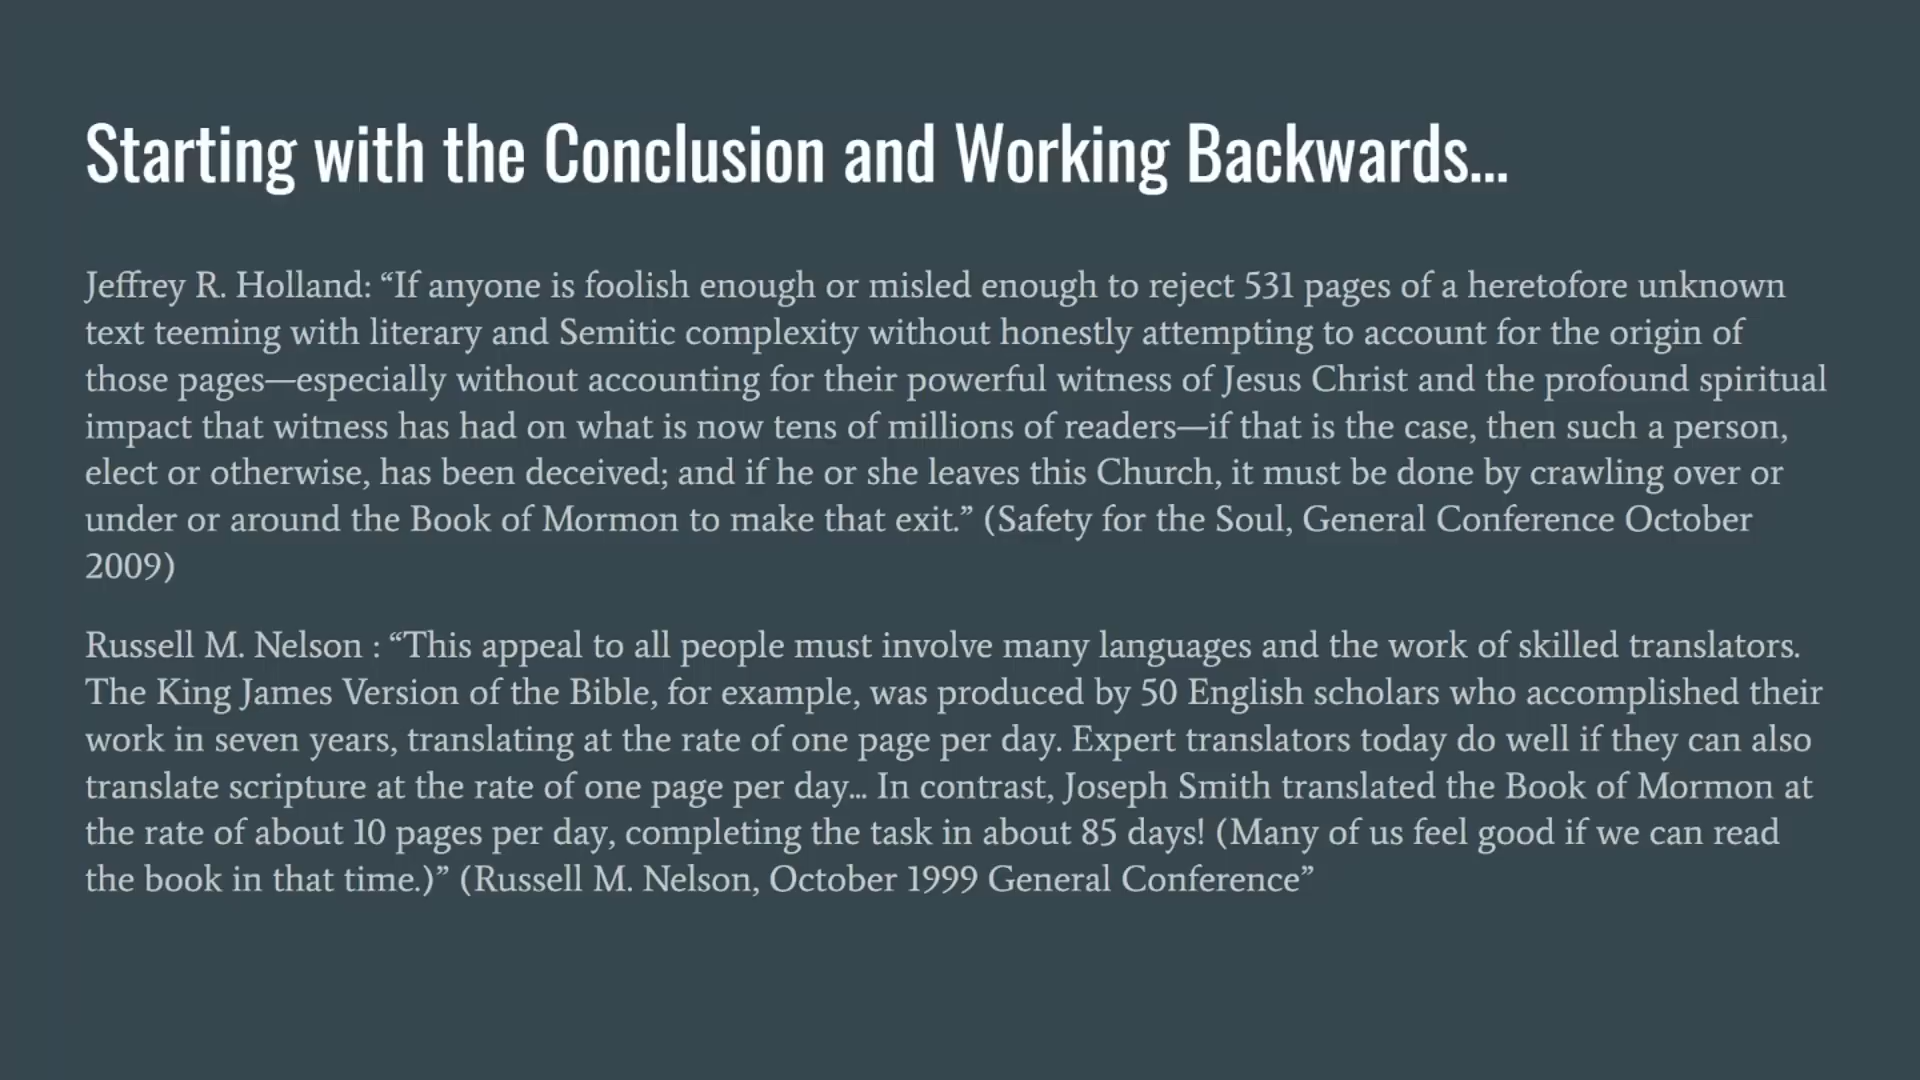 Starting with the Conclusion and Working Backwards...
Jeffrey R. Holland: “If anyone is foolish enough or misled enough to reject 531 pages of a heretofore unknown
text teeming with literary and Semitic complexity without honestly attempting to account for the origin of
those pages—especially without accounting for their powerful witness of Jesus Christ and the profound spiritual
impact that witness has had on what is now tens of millions of readers—if that is the case, then such a person,
elect or otherwise, has been deceived; and if he or she leaves this Church, it must be done by crawling over or
under or around the Book of Mormon to make that exit.” (Safety for the Soul, General Conference October
2009)
Russell M. Nelson : “This appeal to all people must involve many languages and the work of skilled translators.
The King James Version of the Bible, for example, was produced by 50 English scholars who accomplished their
work in seven years, translating at the rate of one page per day. Expert translators today do well if they can also
translate scripture at the rate of one page per day... In contrast, Joseph Smith translated the Book of Mormon at
the rate of about 10 pages per day, completing the task in about 85 days! (Many of us feel good if we can read
the book in that time.)” (Russell M. Nelson, October 1999 General Conference”